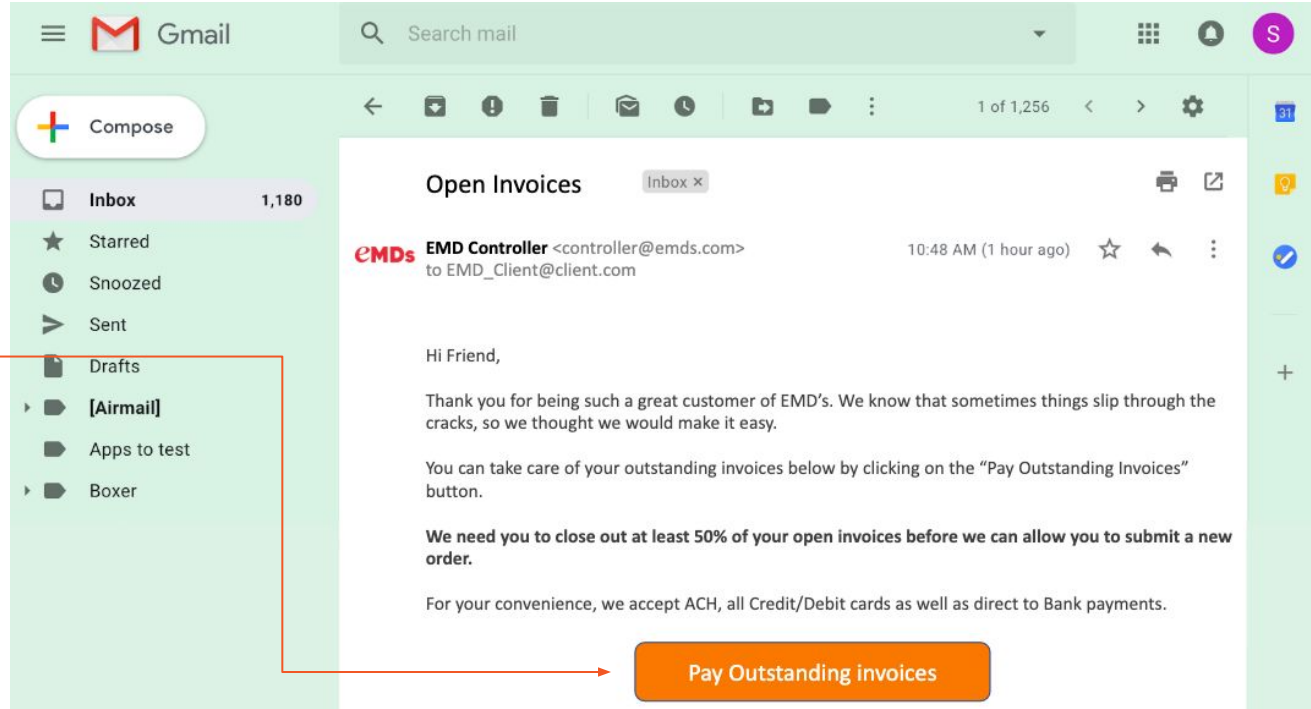 Gmail
Search mail
S
Compose
1 of 1,256
31
Inbox 1,180
Starred
Snoozed
Sent
Drafts
[Airmail]
Apps to test
Boxer
Open Invoices
Inbox ×
eMDs
EMD Controller <controller@emds.com>
10:48 AM (1 hour ago)
to EMD_Client@client.com
Hi Friend,
Thank you for being such a great customer of EMD’s. We know that sometimes things slip through the
cracks, so we thought we would make it easy.
You can take care of your outstanding invoices below by clicking on the “Pay Outstanding Invoices”
button.
We need you to close out at least 50% of your open invoices before we can allow you to submit a new
order.
For your convenience, we accept ACH, all Credit/Debit cards as well as direct to Bank payments.
Pay Outstanding invoices